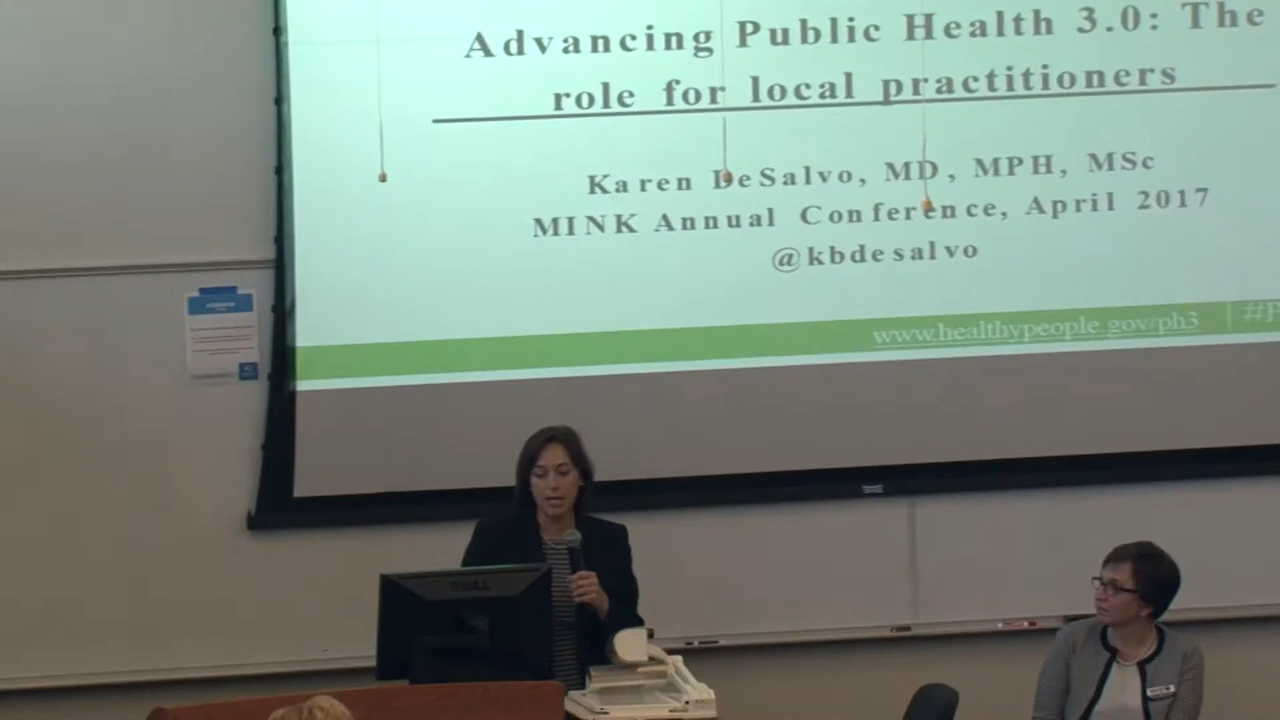 Advancing Public Health 3.0: The
role for local practitioners
Karen DeSalvo, MD, MPH, MSc
MINK Annual Conference, April 2017
@kbdesalvo
www.healthypeople.gov/ph3 | #P
DELL